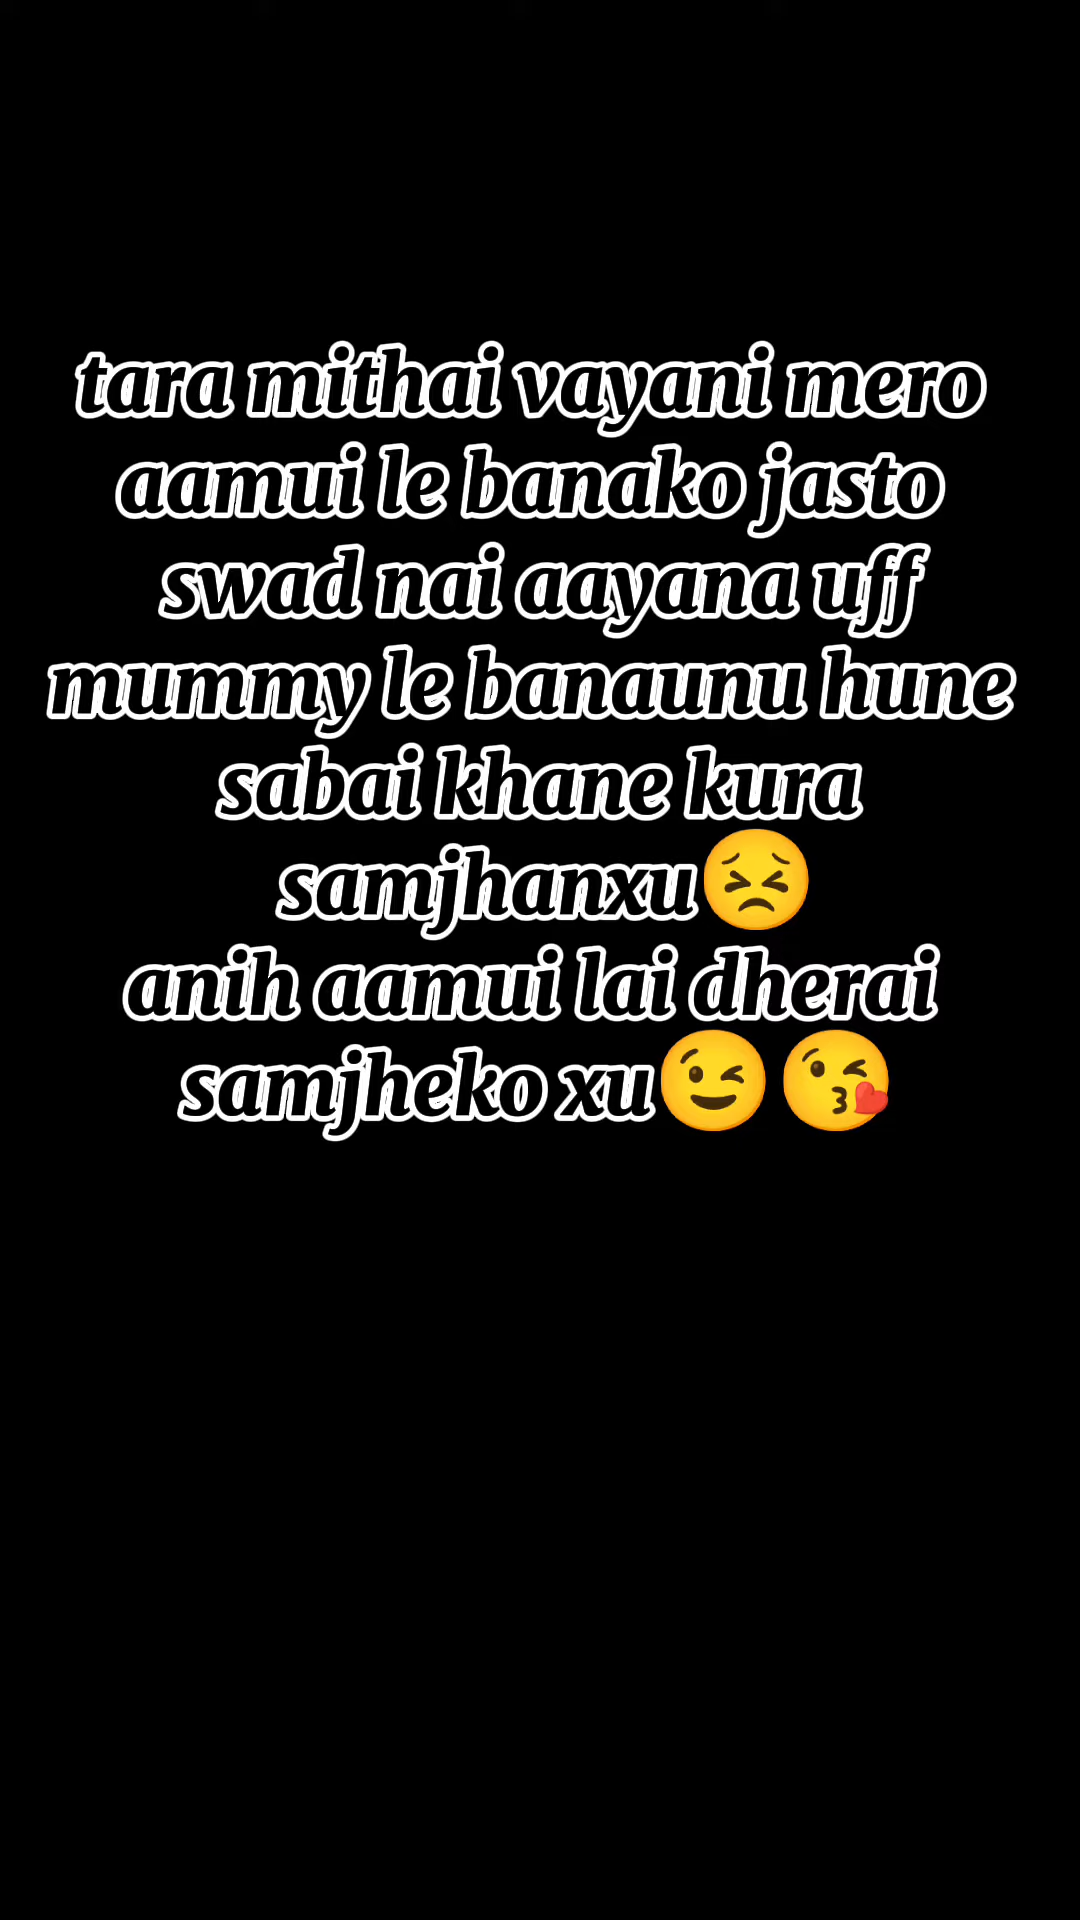 tara mithai vayani mero
aamui le banako jasto
swad nai aayana uff
mummy le banaunu hune
sabai khane kura
samjhanxu😣
anih aamui lai dherai
samjheko xu😉😘